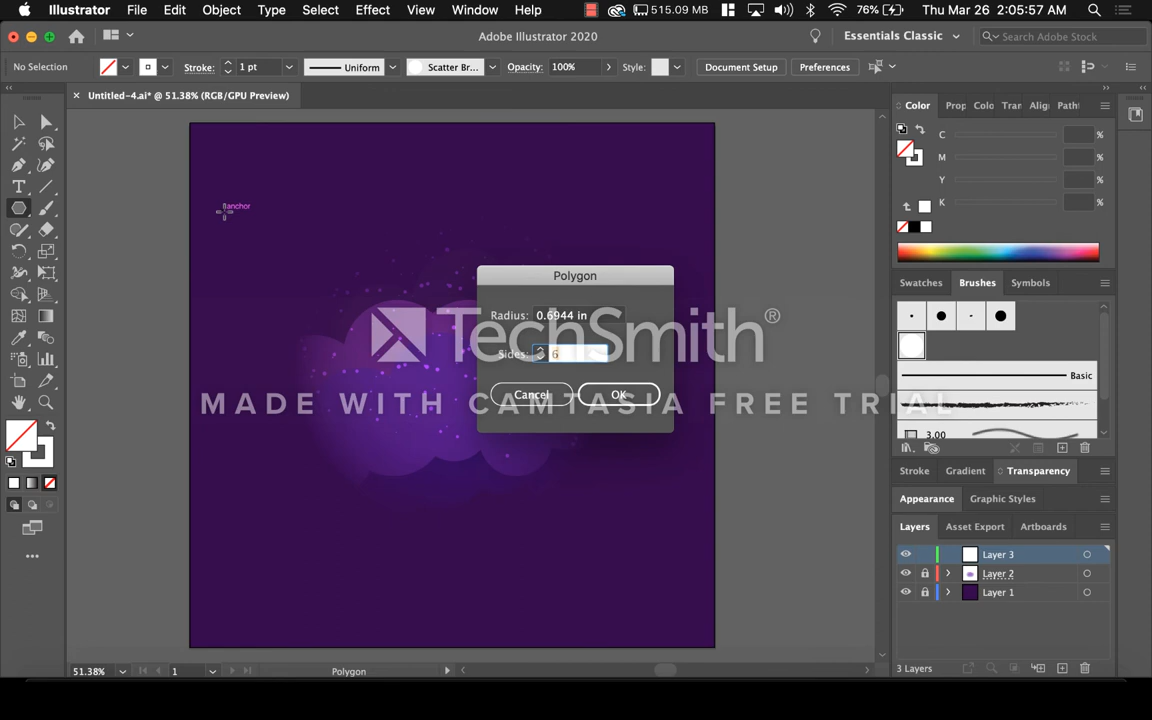 Illustrator File Edit Object Type Select Effect View Window Help 515.09 MB 76% Thu Mar 26 2:05:57 AM
Adobe Illustrator 2020 Essentials Classic Search Adobe Stock
No Selection Stroke: 1 pt Uniform Scatter Br... Opacity: 100% Style: Document Setup Preferences
Untitled-4.ai* @ 51.38% (RGB/GPU Preview)
Color Prop Colo Tran Alig Path
C %
M %
Y %
K %
anchor
Polygon
Radius: 0.6944 in
Sides: 6
Cancel OK
TechSmith®
MADE WITH CAMTASIA FREE TRIAL
Swatches Brushes Symbols
Basic
3.00
Stroke Gradient Transparency
Appearance Graphic Styles
Layers Asset Export Artboards
Layer 3
Layer 2
Layer 1
3 Layers
51.38% 1 Polygon